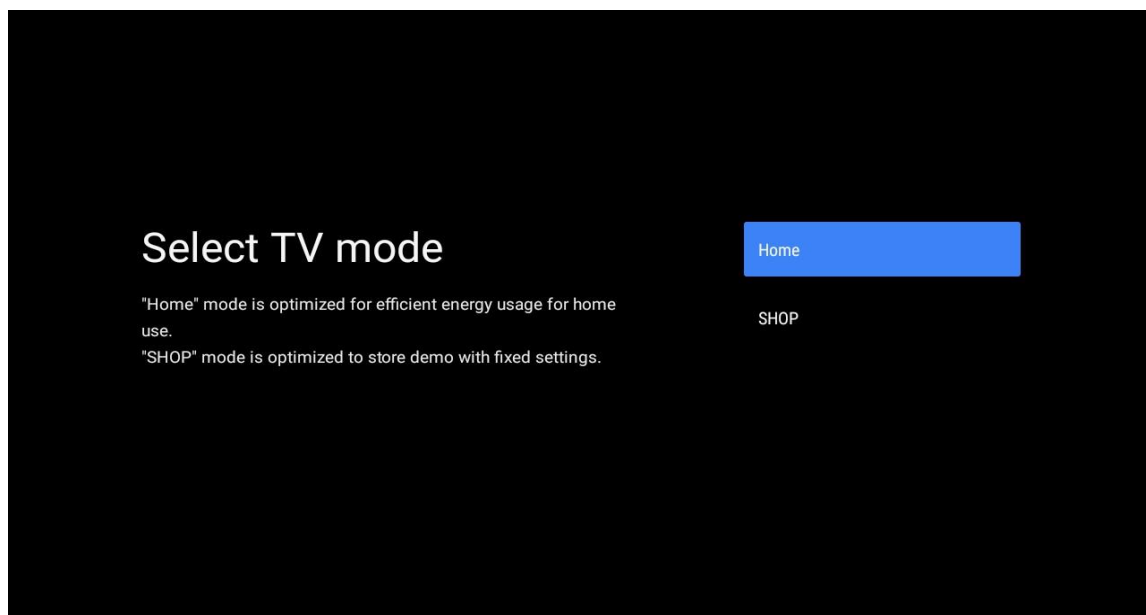 Select TV mode
"Home" mode is optimized for efficient energy usage for home
use.
"SHOP" mode is optimized to store demo with fixed settings.
Home
SHOP